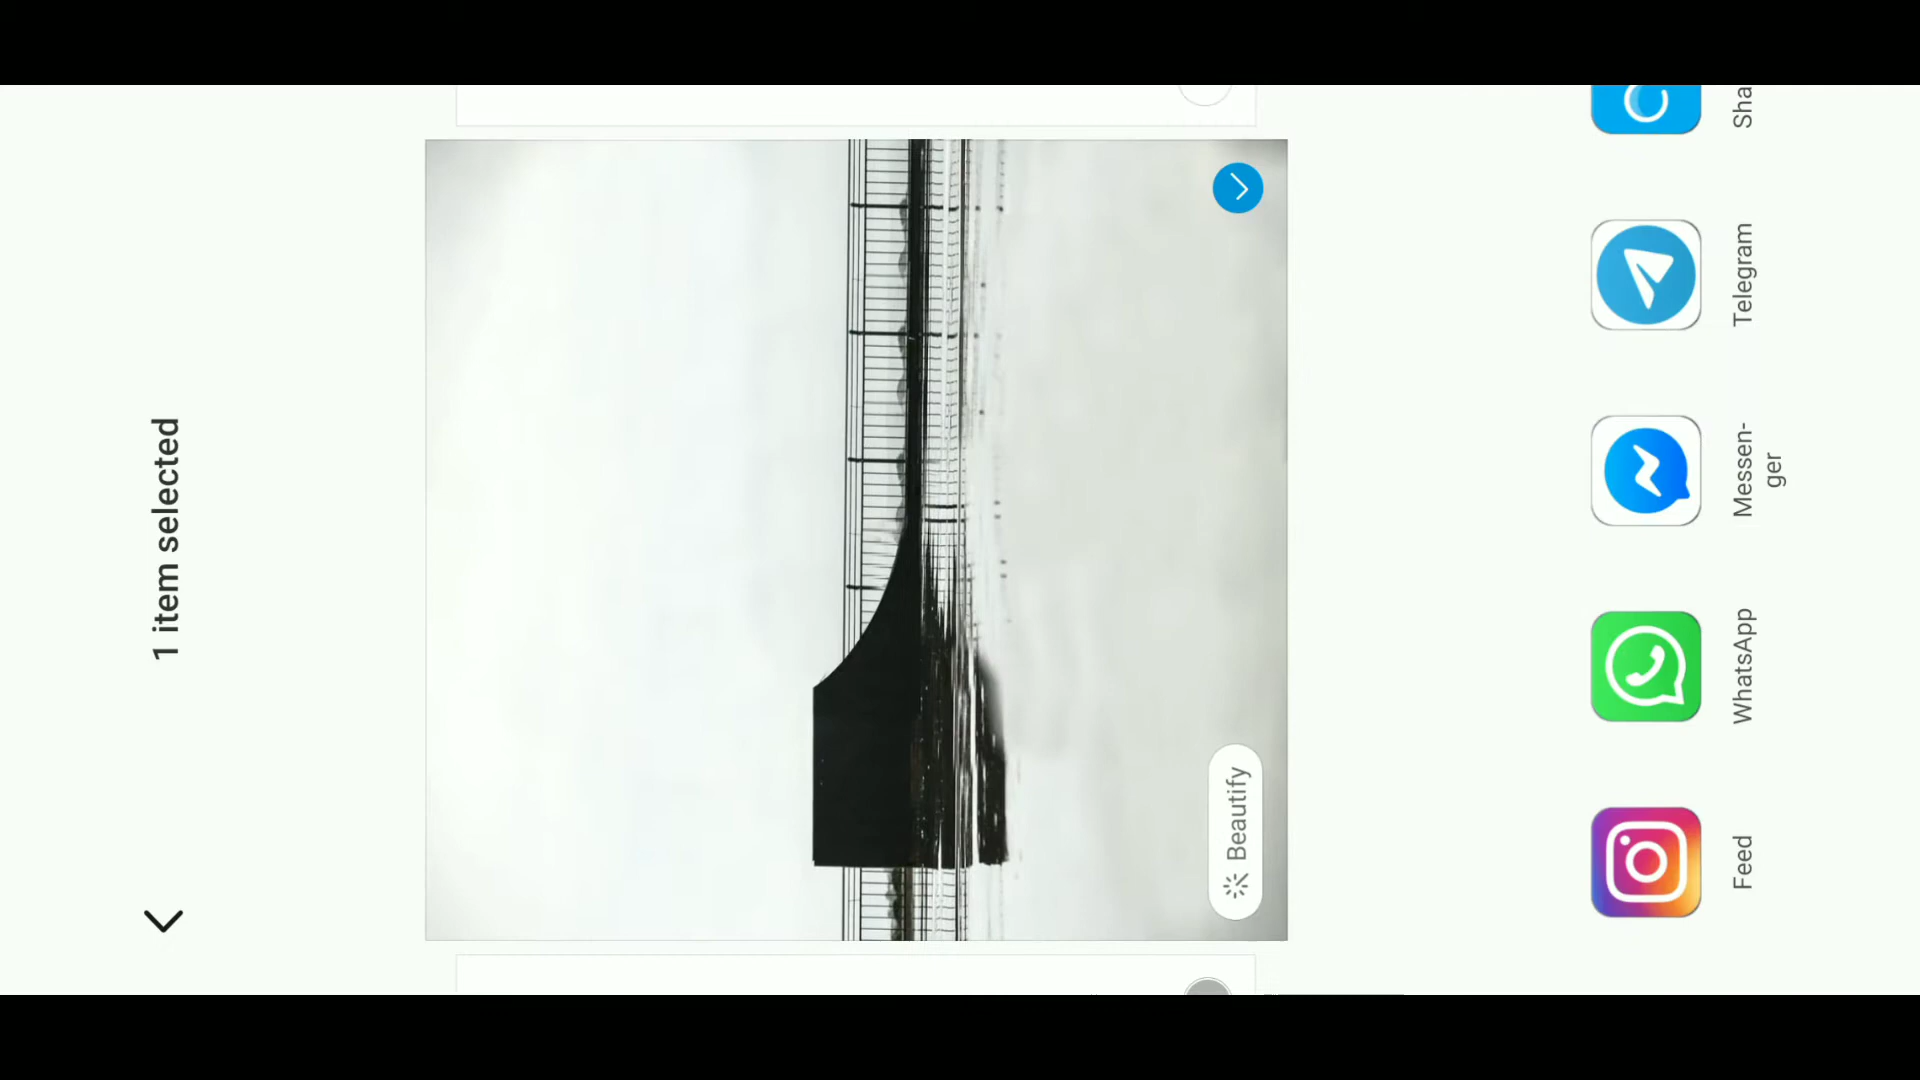 1 item selected
Beautify
Feed
WhatsApp
Messen-
ger
Telegram
Sha